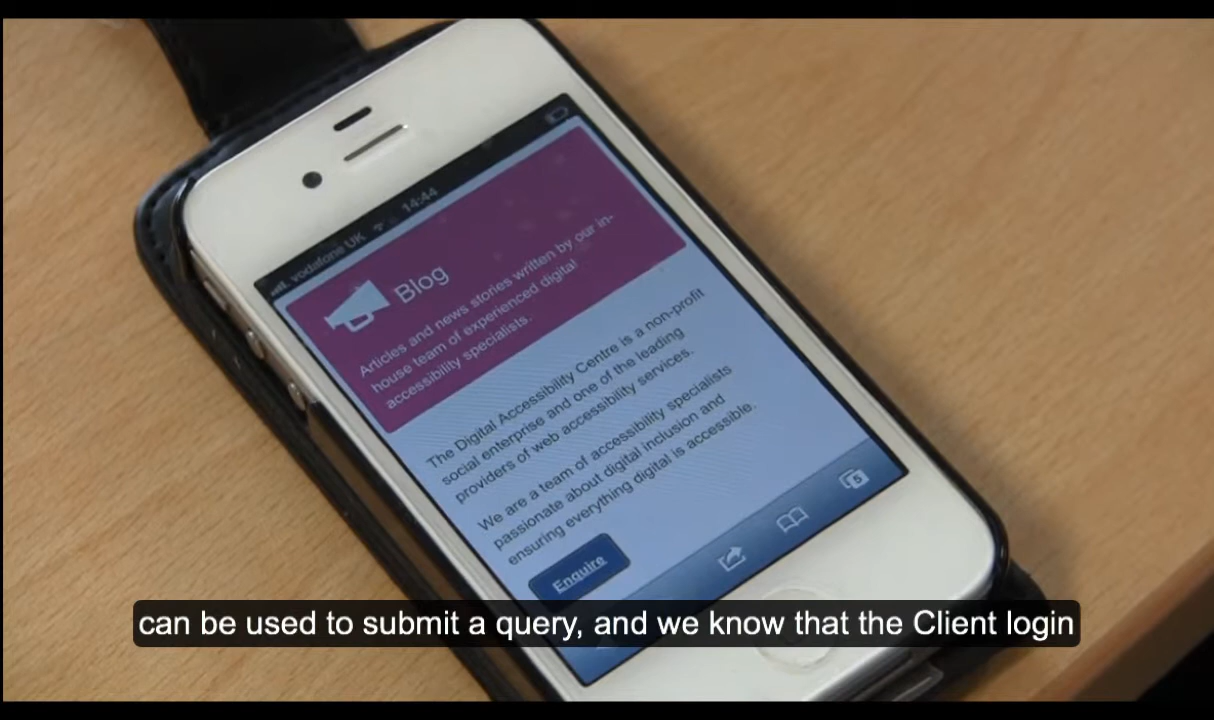 vodafone UK 14:44
Blog
Articles and news stories written by our in-
house team of experienced digital
accessibility specialists.
The Digital Accessibility Centre is a non-profit
social enterprise and one of the leading
providers of web accessibility services.
We are a team of accessibility specialists
passionate about digital inclusion and
ensuring everything digital is accessible.
Enquire
5
can be used to submit a query, and we know that the Client login